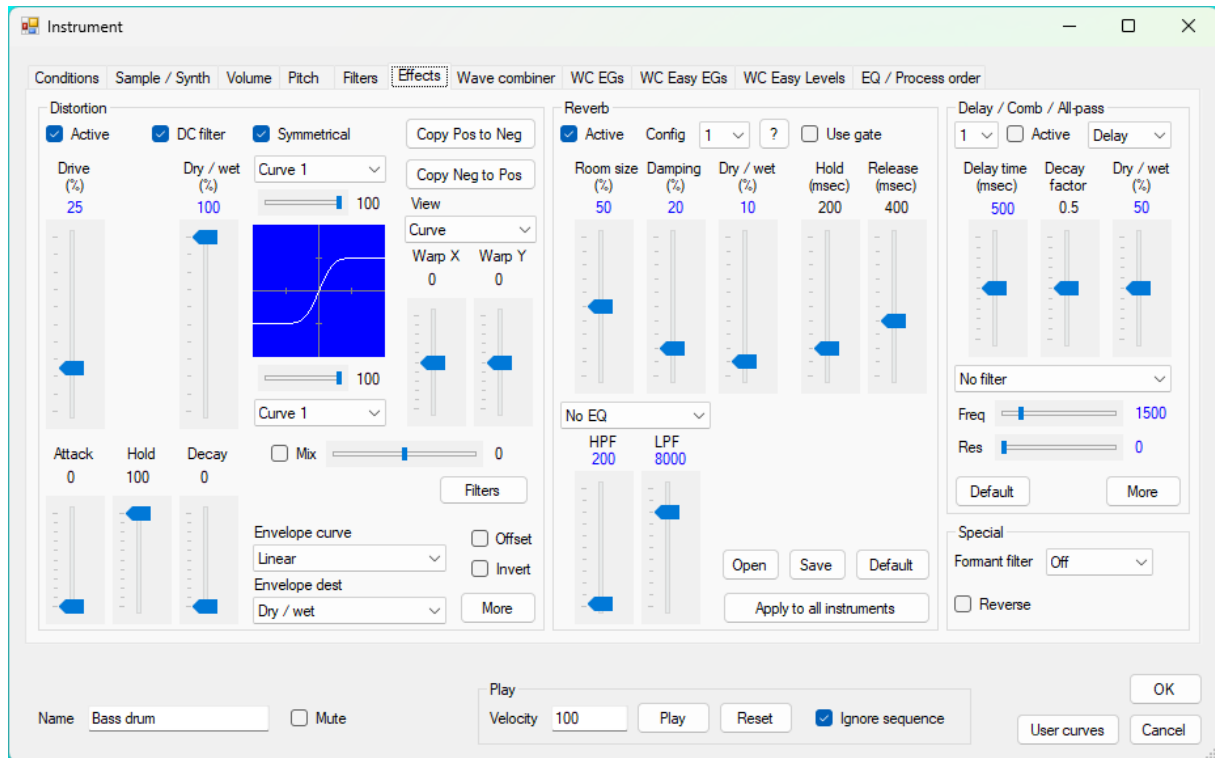 Instrument
Conditions Sample / Synth Volume Pitch Filters Effects Wave combiner WC EGs WC Easy EGs WC Easy Levels EQ / Process order
Distortion
Active DC filter Symmetrical Copy Pos to Neg
Drive (%) 25
Dry / wet (%) 100
Curve 1
100
Copy Neg to Pos
View
Curve
Warp X Warp Y
0 0
100
Curve 1
Mix 0
Attack Hold Decay
0 100 0
Filters
Envelope curve
Linear
Offset
Invert
Envelope dest
Dry / wet
More
Reverb
Active Config 1 ? Use gate
Room size (%) 50
Damping (%) 20
Dry / wet (%) 10
Hold (msec) 200
Release (msec) 400
No EQ
HPF LPF
200 8000
Open Save Default
Apply to all instruments
Delay / Comb / All-pass
1 Active Delay
Delay time (msec) 500
Decay factor 0.5
Dry / wet (%) 50
No filter
Freq 1500
Res 0
Default More
Special
Formant filter Off
Reverse
Name Bass drum Mute
Play
Velocity 100 Play Reset Ignore sequence
OK
User curves Cancel